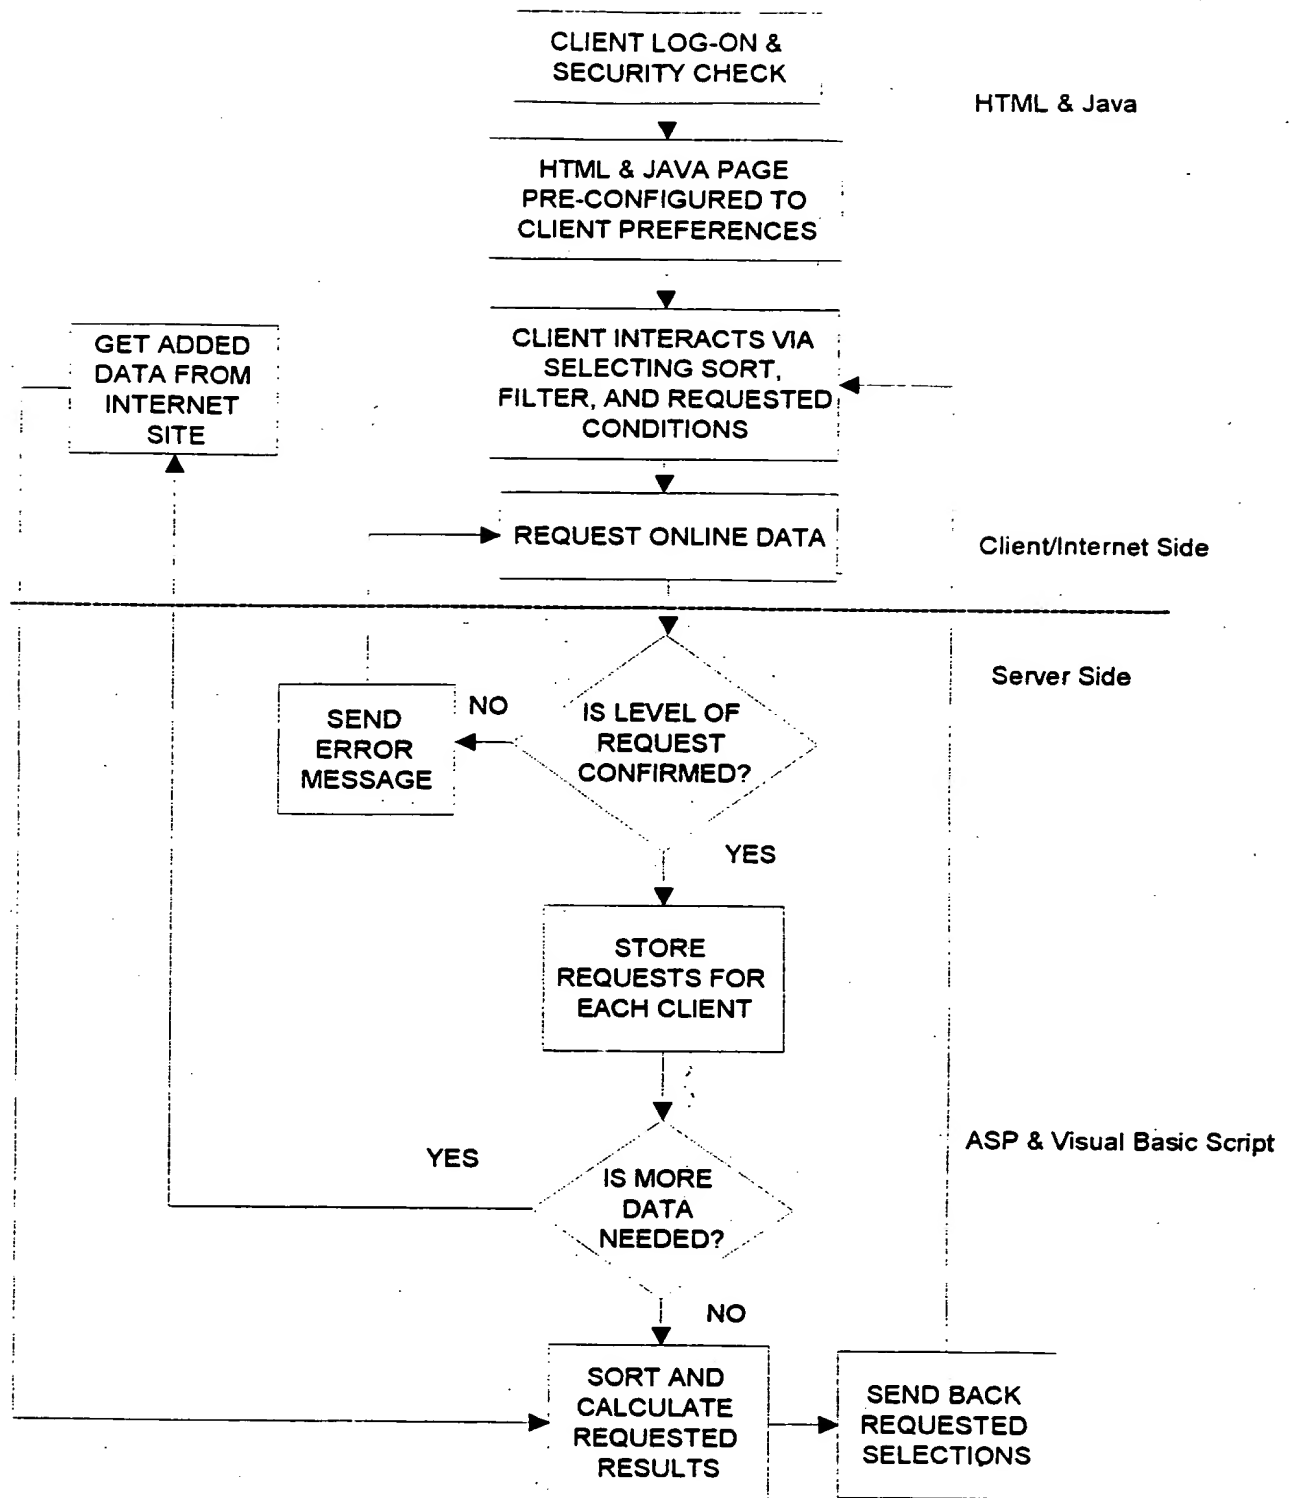 CLIENT LOG-ON &
SECURITY CHECK
HTML & Java
HTML & JAVA PAGE
PRE-CONFIGURED TO
CLIENT PREFERENCES
GET ADDED
DATA FROM
INTERNET
SITE
CLIENT INTERACTS VIA
SELECTING SORT,
FILTER, AND REQUESTED
CONDITIONS
REQUEST ONLINE DATA
Client/Internet Side
Server Side
SEND
ERROR
MESSAGE
NO
IS LEVEL OF
REQUEST
CONFIRMED?
YES
STORE
REQUESTS FOR
EACH CLIENT
ASP & Visual Basic Script
YES
IS MORE
DATA
NEEDED?
NO
SORT AND
CALCULATE
REQUESTED
RESULTS
SEND BACK
REQUESTED
SELECTIONS